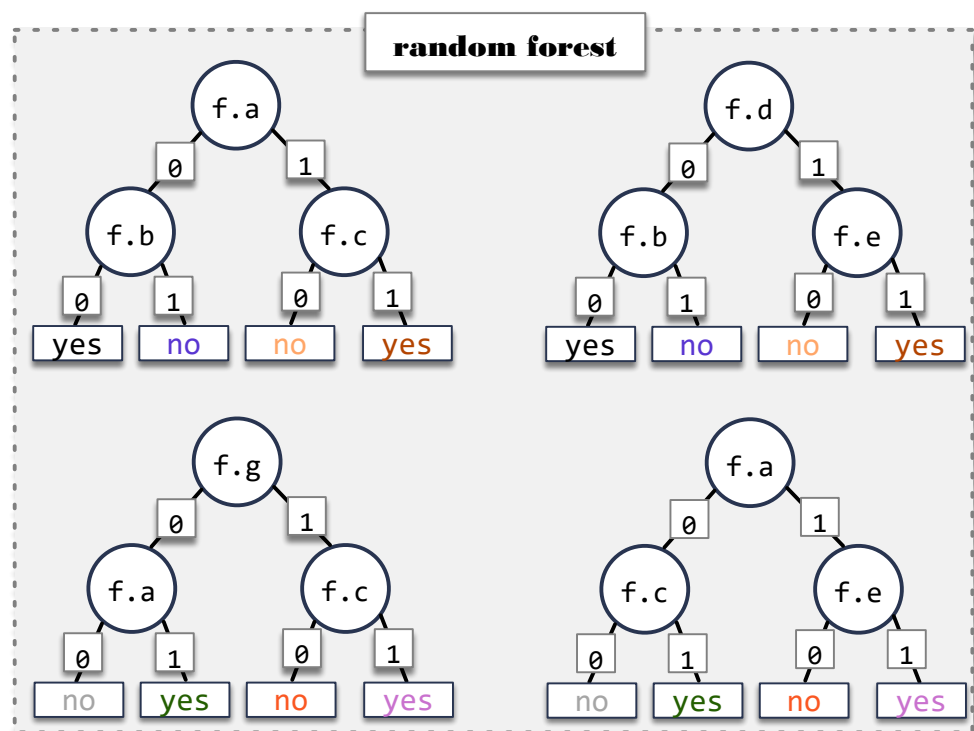 random forest
f.a f.d
0 1 0 1
f.b f.c f.b f.e
0 1 0 1 0 1 0 1
yes no no yes yes no no yes
f.g f.a
0 1 0 1
f.a f.c f.c f.e
0 1 0 1 0 1 0 1
no yes no yes no yes no yes